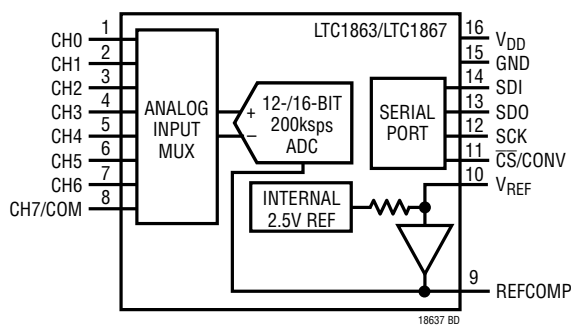 LTC1863/LTC1867
1
CH0
2
CH1
3
CH2
4
CH3
5
CH4
6
CH5
7
CH6
8
CH7/COM
ANALOG
INPUT
MUX
+
–
12-/16-BIT
200ksps
ADC
INTERNAL
2.5V REF
SERIAL
PORT
16
VDD
15
GND
14
SDI
13
SDO
12
SCK
11
C̅S̅/CONV
10
VREF
9
REFCOMP
18637 BD